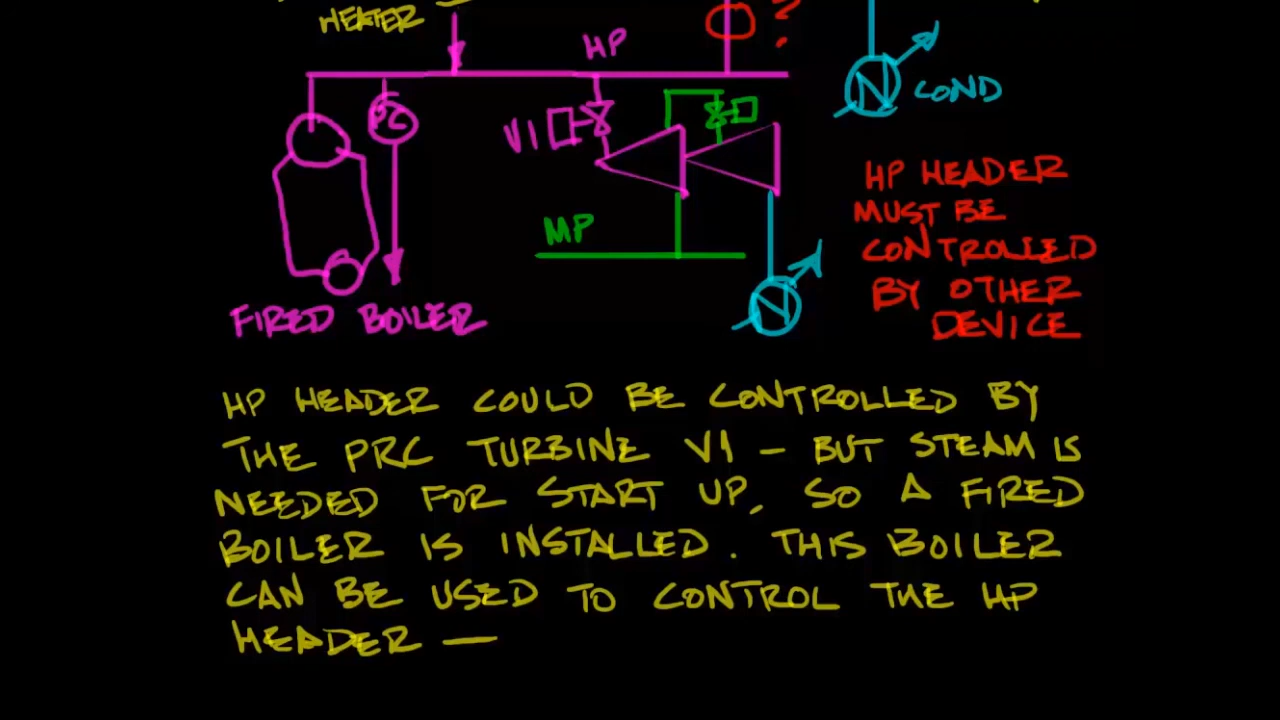 HEATER
?
HP
PC
V1
COND
MP
FIRED BOILER
HP HEADER
MUST BE
CONTROLLED
BY OTHER
DEVICE
HP HEADER COULD BE CONTROLLED BY
THE PRC TURBINE V1 – BUT STEAM IS
NEEDED FOR START UP, SO A FIRED
BOILER IS INSTALLED. THIS BOILER
CAN BE USED TO CONTROL THE HP
HEADER —